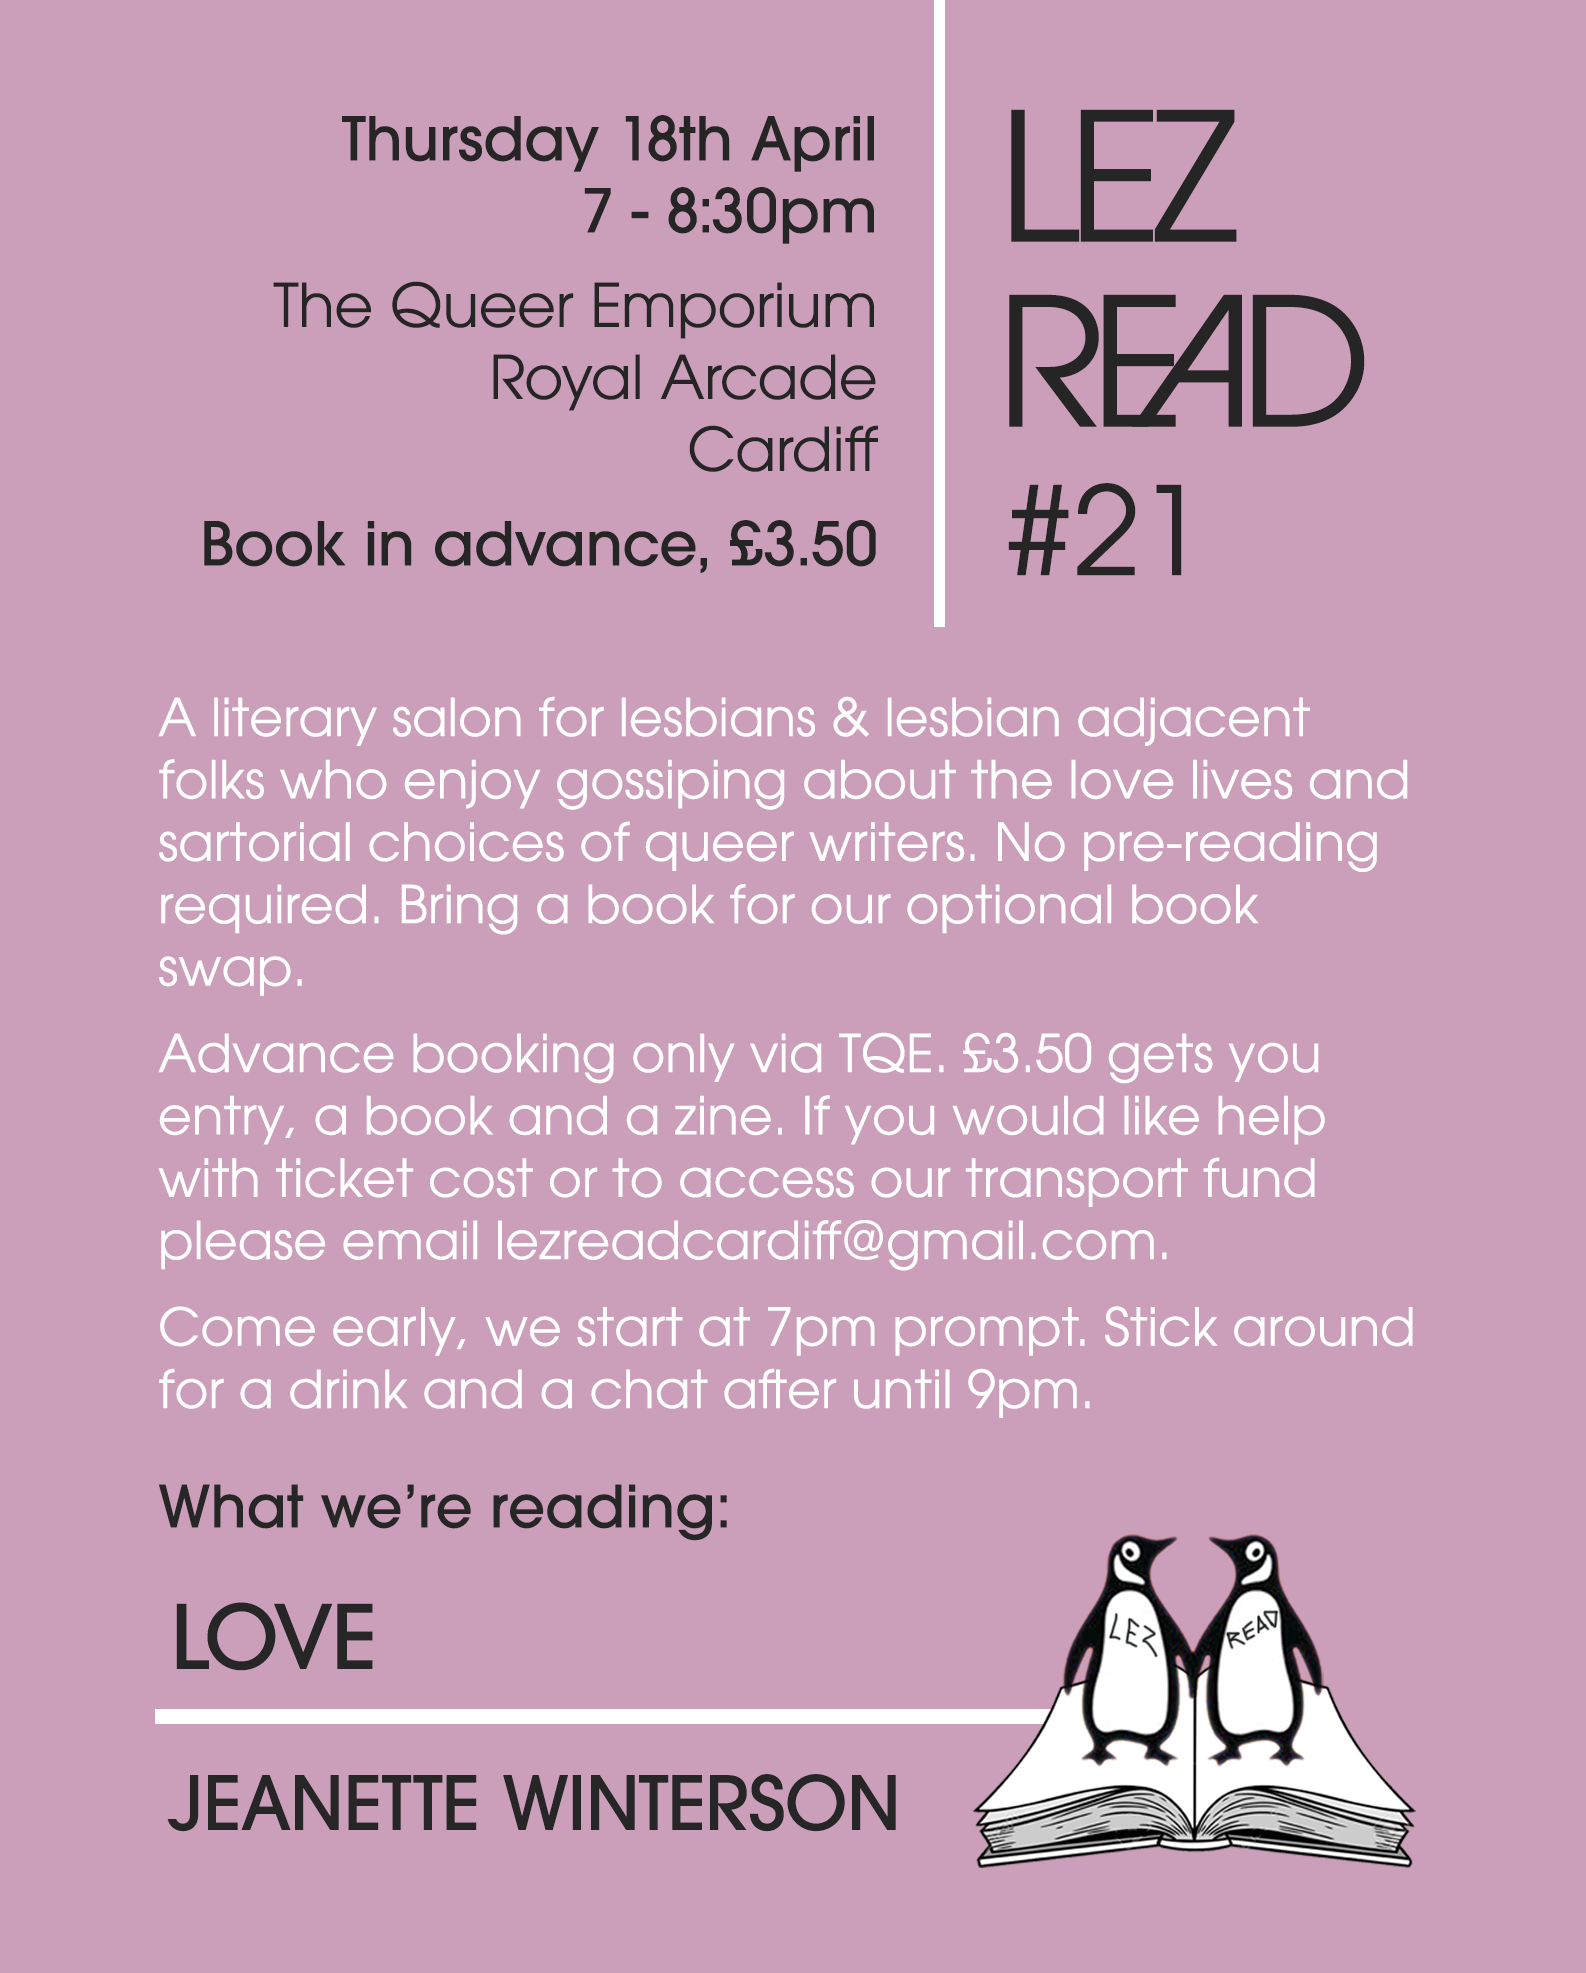 Thursday 18th April
7 - 8:30pm
The Queer Emporium
Royal Arcade
Cardiff
Book in advance, £3.50
LEZ
READ
#21
A literary salon for lesbians & lesbian adjacent
folks who enjoy gossiping about the love lives and
sartorial choices of queer writers. No pre-reading
required. Bring a book for our optional book
swap.
Advance booking only via TQE. £3.50 gets you
entry, a book and a zine. If you would like help
with ticket cost or to access our transport fund
please email lezreadcardiff@gmail.com.
Come early, we start at 7pm prompt. Stick around
for a drink and a chat after until 9pm.
What we’re reading:
LOVE
JEANETTE WINTERSON
LEZ
READ